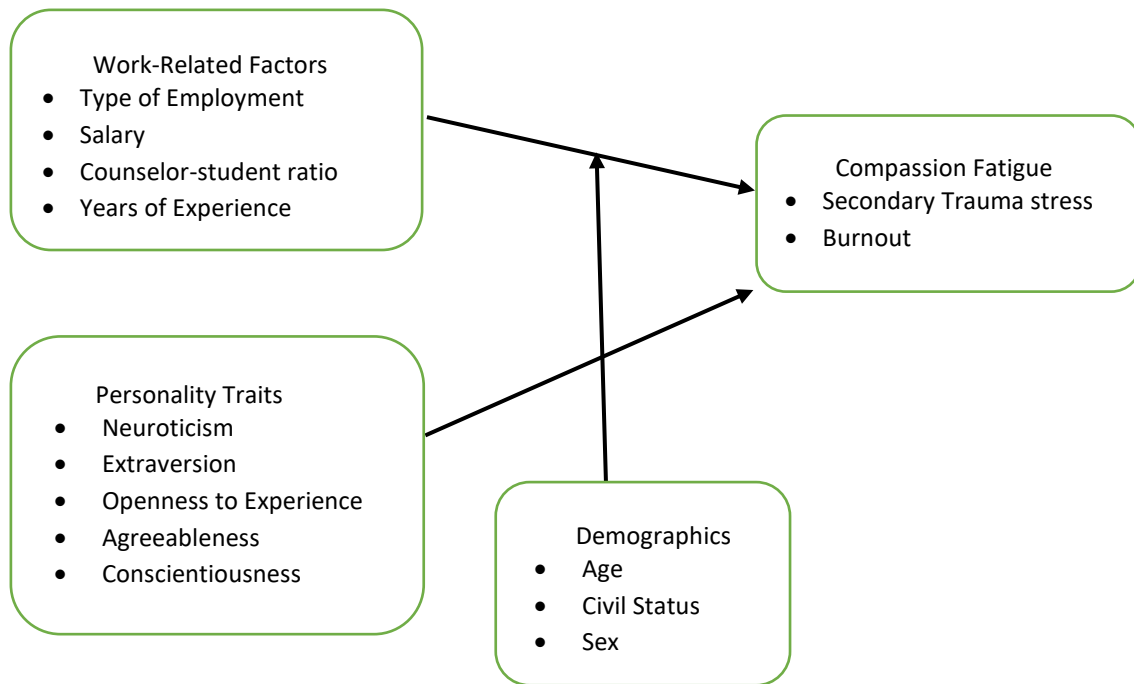 Work-Related Factors
• Type of Employment
• Salary
• Counselor-student ratio
• Years of Experience
Compassion Fatigue
• Secondary Trauma stress
• Burnout
Personality Traits
• Neuroticism
• Extraversion
• Openness to Experience
• Agreeableness
• Conscientiousness
Demographics
• Age
• Civil Status
• Sex